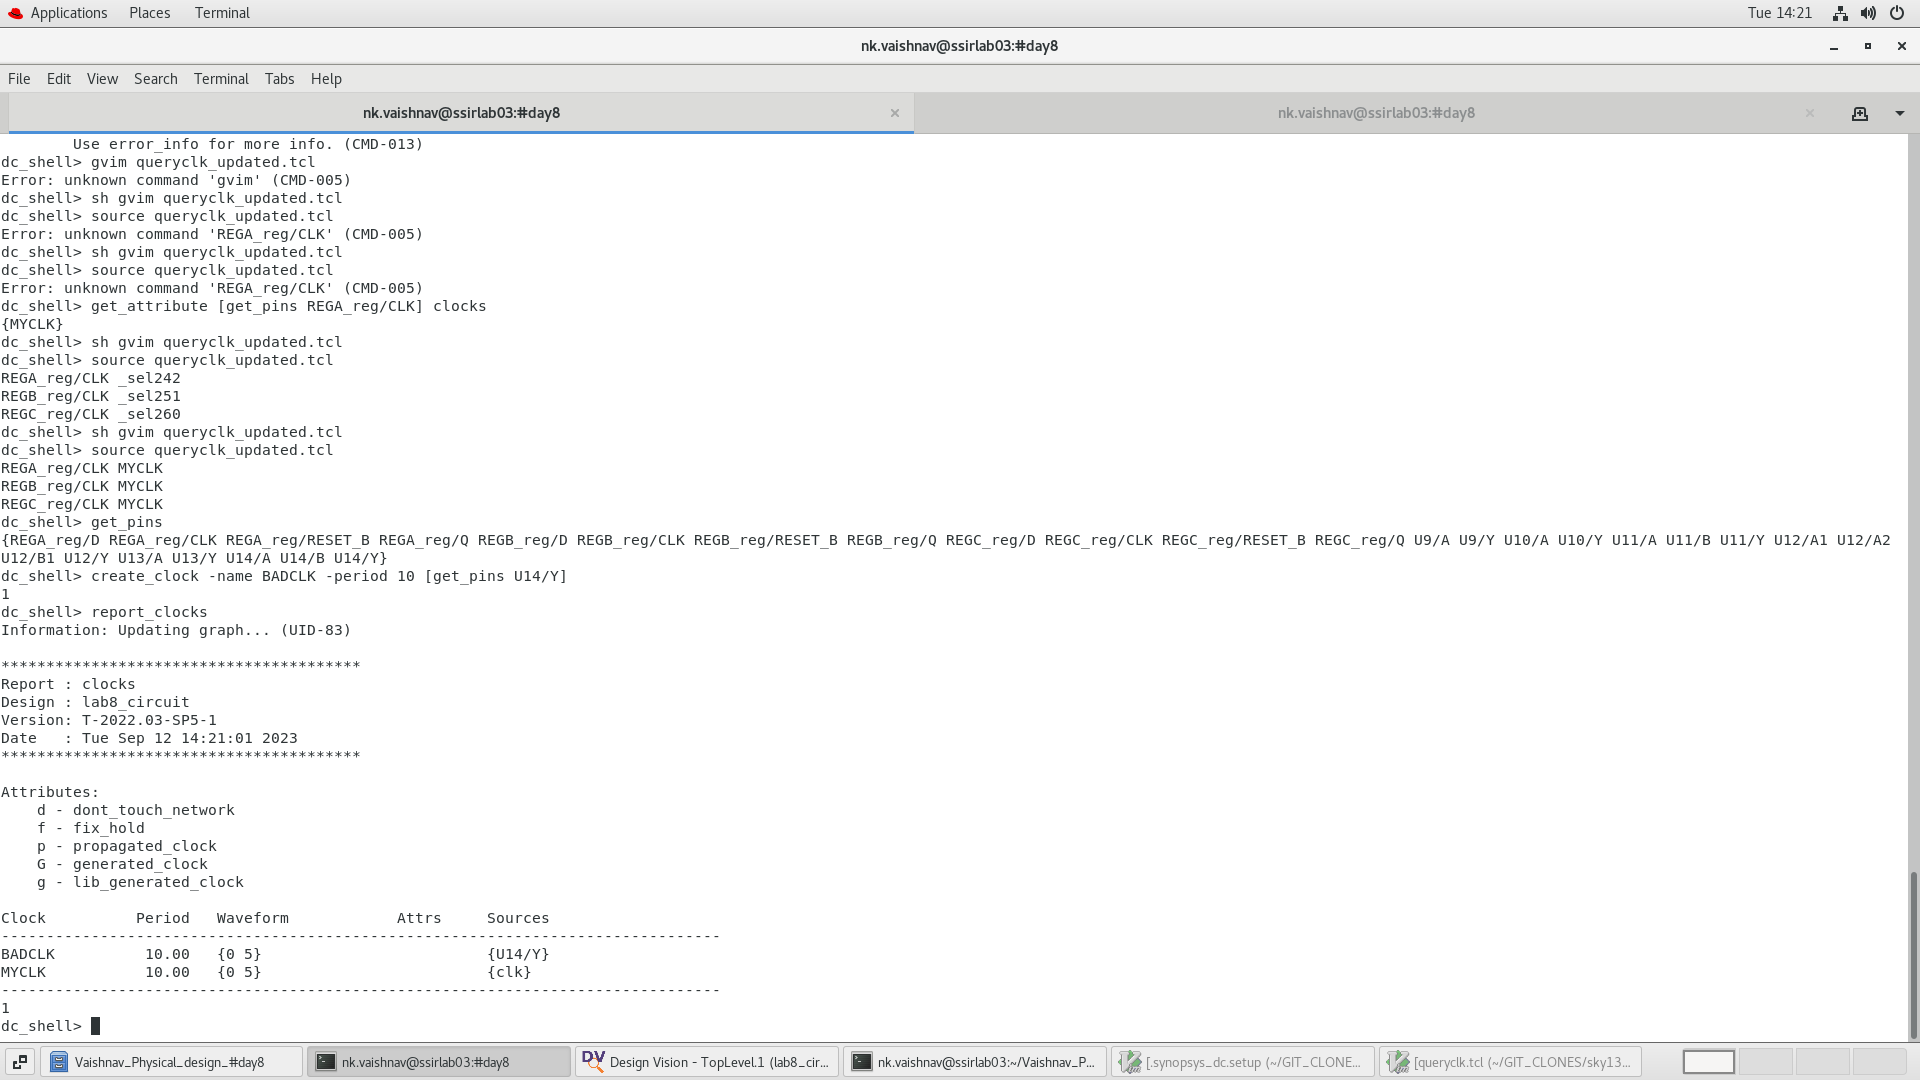 Applications Places Terminal Tue 14:21
nk.vaishnav@ssirlab03:#day8
File Edit View Search Terminal Tabs Help
nk.vaishnav@ssirlab03:#day8 × nk.vaishnav@ssirlab03:#day8 ×
        Use error_info for more info. (CMD-013)
dc_shell> gvim queryclk_updated.tcl
Error: unknown command 'gvim' (CMD-005)
dc_shell> sh gvim queryclk_updated.tcl
dc_shell> source queryclk_updated.tcl
Error: unknown command 'REGA_reg/CLK' (CMD-005)
dc_shell> sh gvim queryclk_updated.tcl
dc_shell> source queryclk_updated.tcl
Error: unknown command 'REGA_reg/CLK' (CMD-005)
dc_shell> get_attribute [get_pins REGA_reg/CLK] clocks
{MYCLK}
dc_shell> sh gvim queryclk_updated.tcl
dc_shell> source queryclk_updated.tcl
REGA_reg/CLK _sel242
REGB_reg/CLK _sel251
REGC_reg/CLK _sel260
dc_shell> sh gvim queryclk_updated.tcl
dc_shell> source queryclk_updated.tcl
REGA_reg/CLK MYCLK
REGB_reg/CLK MYCLK
REGC_reg/CLK MYCLK
dc_shell> get_pins
{REGA_reg/D REGA_reg/CLK REGA_reg/RESET_B REGA_reg/Q REGB_reg/D REGB_reg/CLK REGB_reg/RESET_B REGB_reg/Q REGC_reg/D REGC_reg/CLK REGC_reg/RESET_B REGC_reg/Q U9/A U9/Y U10/A U10/Y U11/A U11/B U11/Y U12/A1 U12/A2
U12/B1 U12/Y U13/A U13/Y U14/A U14/B U14/Y}
dc_shell> create_clock -name BADCLK -period 10 [get_pins U14/Y]
1
dc_shell> report_clocks
Information: Updating graph... (UID-83)
****************************************
Report : clocks
Design : lab8_circuit
Version: T-2022.03-SP5-1
Date   : Tue Sep 12 14:21:01 2023
****************************************
Attributes:
    d - dont_touch_network
    f - fix_hold
    p - propagated_clock
    G - generated_clock
    g - lib_generated_clock
Clock          Period   Waveform            Attrs     Sources
--------------------------------------------------------------------------------
BADCLK          10.00   {0 5}                         {U14/Y}
MYCLK           10.00   {0 5}                         {clk}
--------------------------------------------------------------------------------
1
dc_shell>
Vaishnav_Physical_design_#day8 nk.vaishnav@ssirlab03:#day8 DV Design Vision - TopLevel.1 (lab8_cir... nk.vaishnav@ssirlab03:~/Vaishnav_P... [.synopsys_dc.setup (~/GIT_CLONE... [queryclk.tcl (~/GIT_CLONES/sky13...